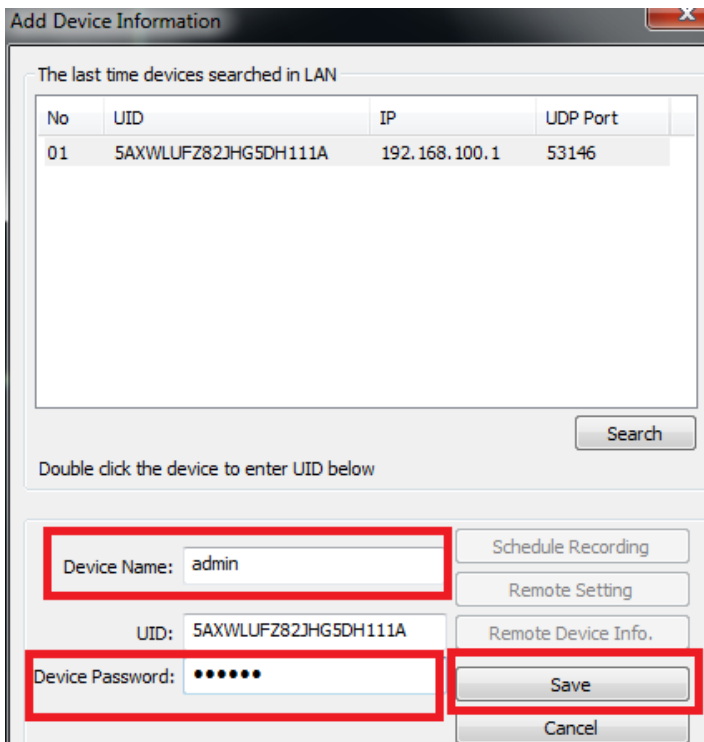 Add Device Information
The last time devices searched in LAN
No UID IP UDP Port
01 5AXWLUFZ82JHG5DH111A 192.168.100.1 53146
Search
Double click the device to enter UID below
Schedule Recording
Device Name: admin
Remote Setting
UID: 5AXWLUFZ82JHG5DH111A Remote Device Info.
Device Password: ●●●●●● Save
Cancel